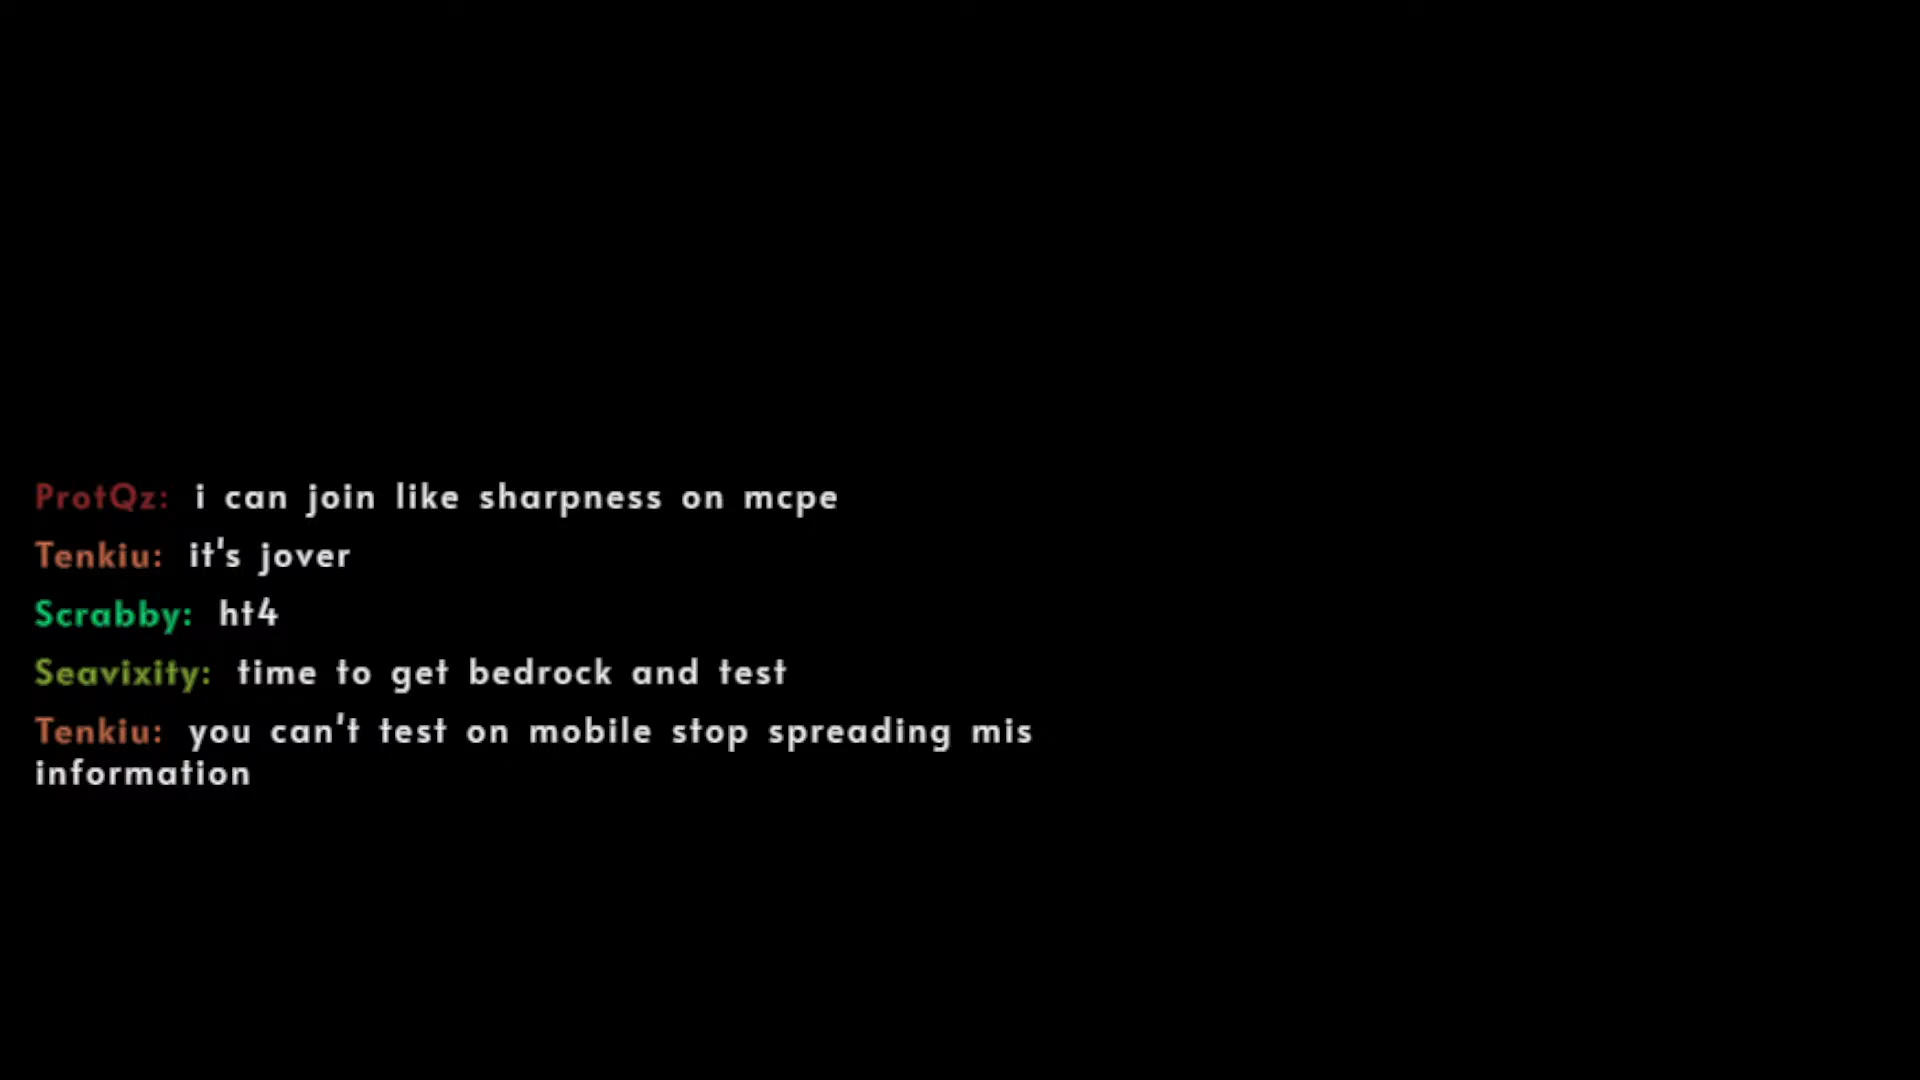 ProtQz: i can join like sharpness on mcpe
Tenkiu: it's jover
Scrabby: ht4
Seavixity: time to get bedrock and test
Tenkiu: you can't test on mobile stop spreading mis
information